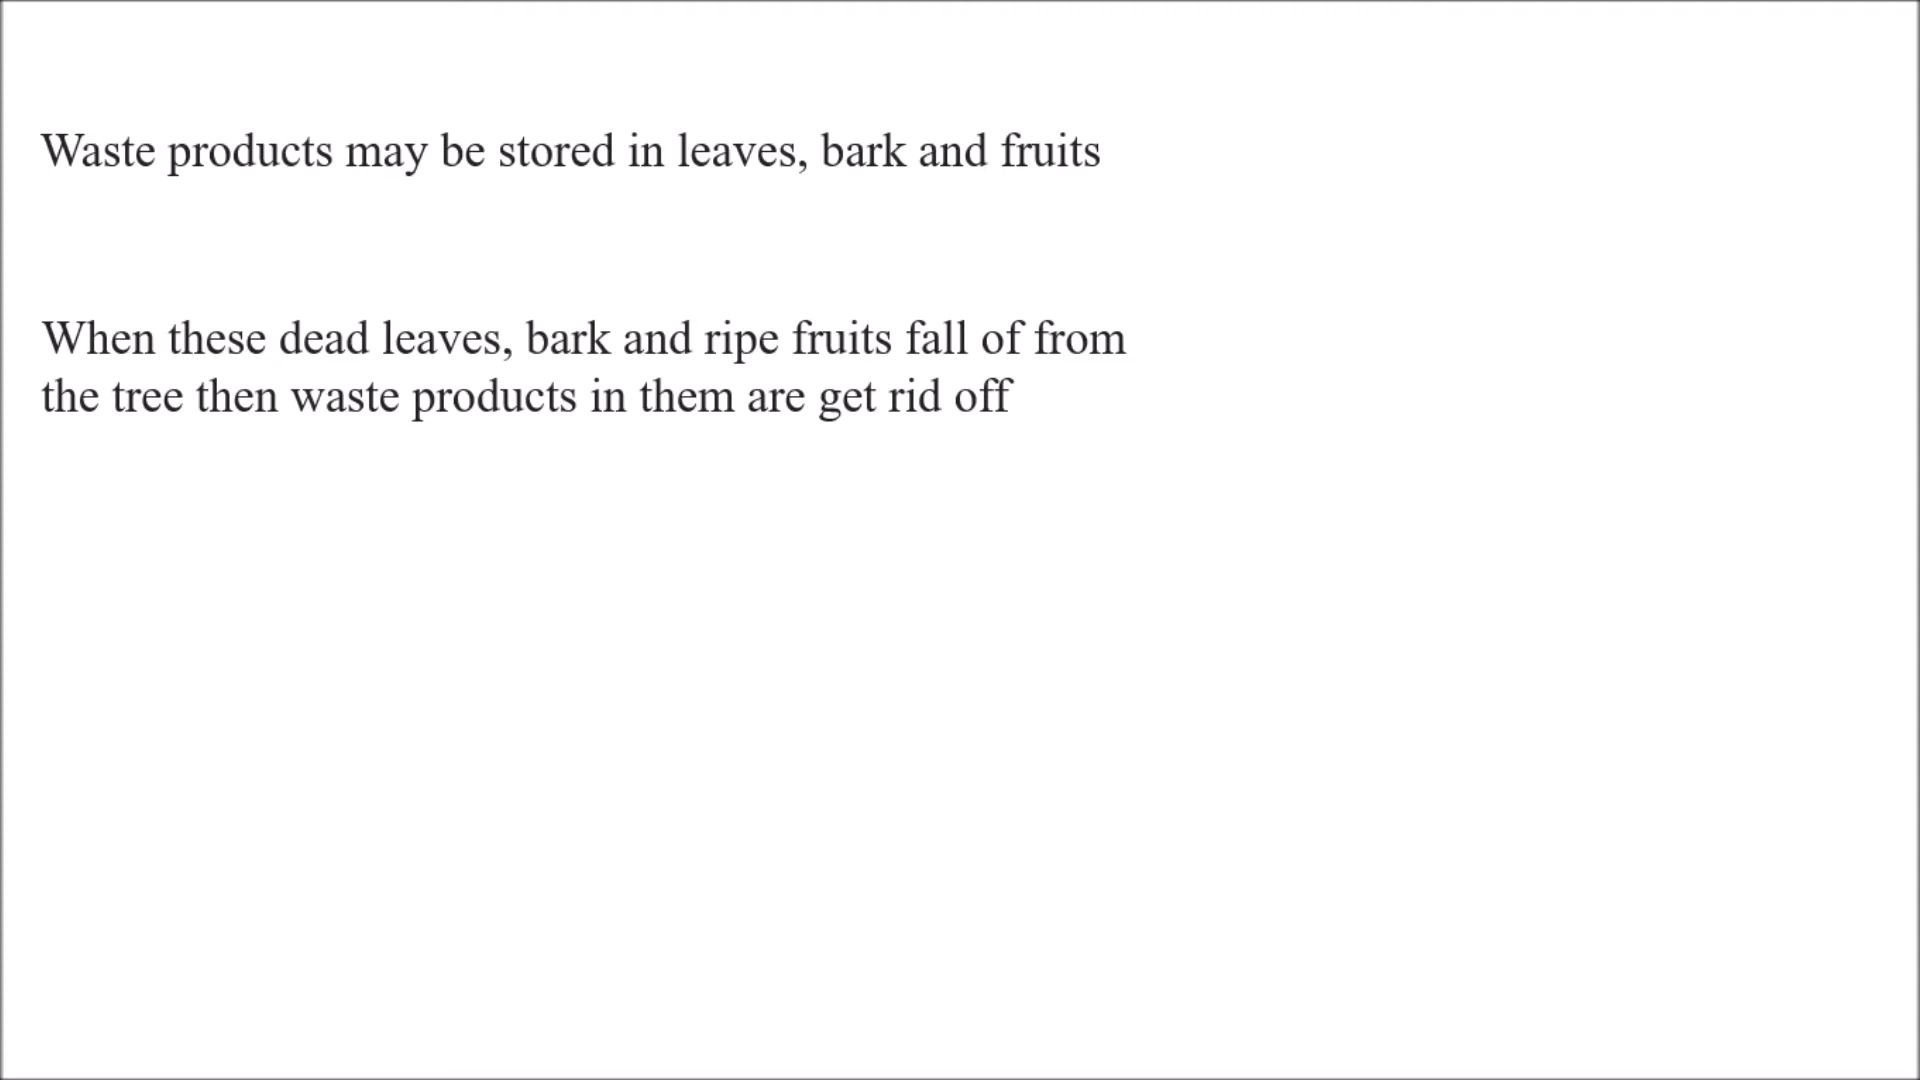 Waste products may be stored in leaves, bark and fruits
When these dead leaves, bark and ripe fruits fall of from
the tree then waste products in them are get rid off